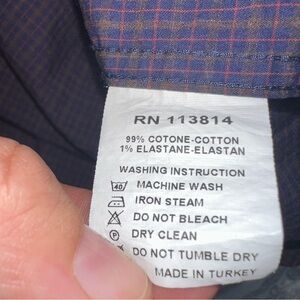 RN 113814
99% COTONE-COTTON
1% ELASTANE-ELASTAN
WASHING INSTRUCTION
40 MACHINE WASH
IRON STEAM
DO NOT BLEACH
P DRY CLEAN
DO NOT TUMBLE DRY
MADE IN TURKEY